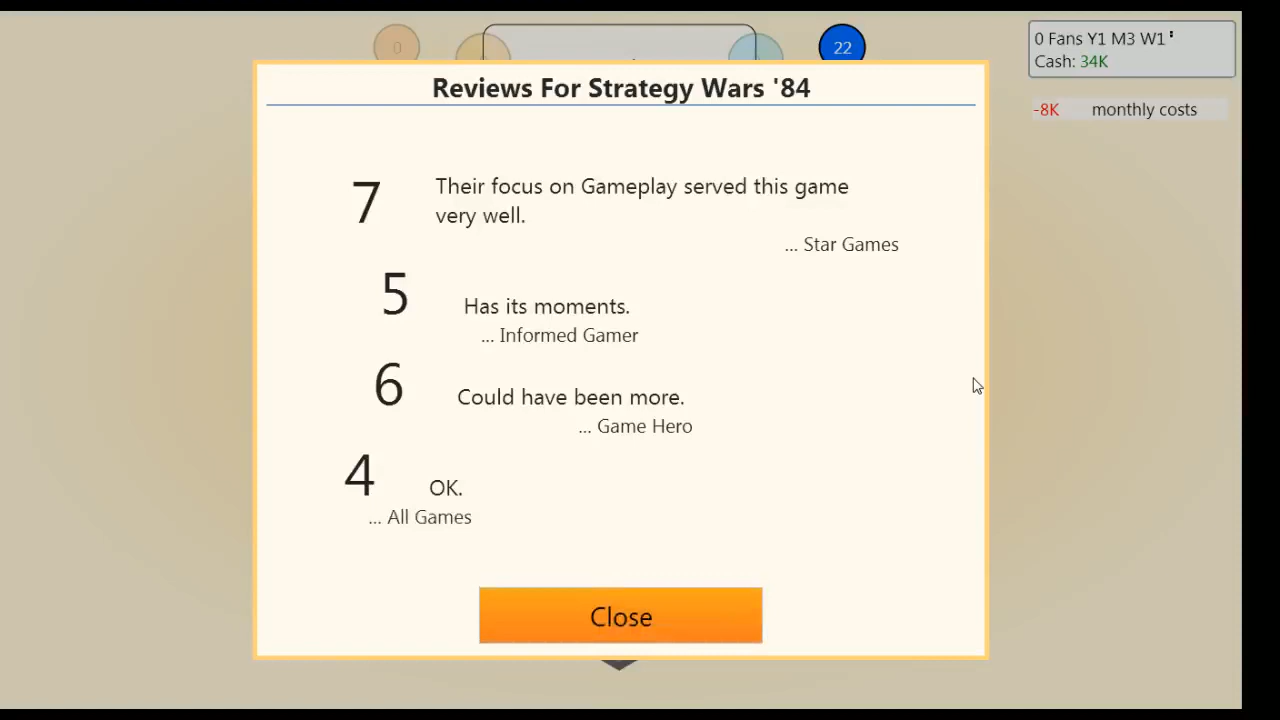 0
22
0 Fans Y1 M3 W1
Cash: 34K
-8K monthly costs
Reviews For Strategy Wars '84
7
Their focus on Gameplay served this game
very well.
... Star Games
5
Has its moments.
... Informed Gamer
6
Could have been more.
... Game Hero
4
OK.
... All Games
Close